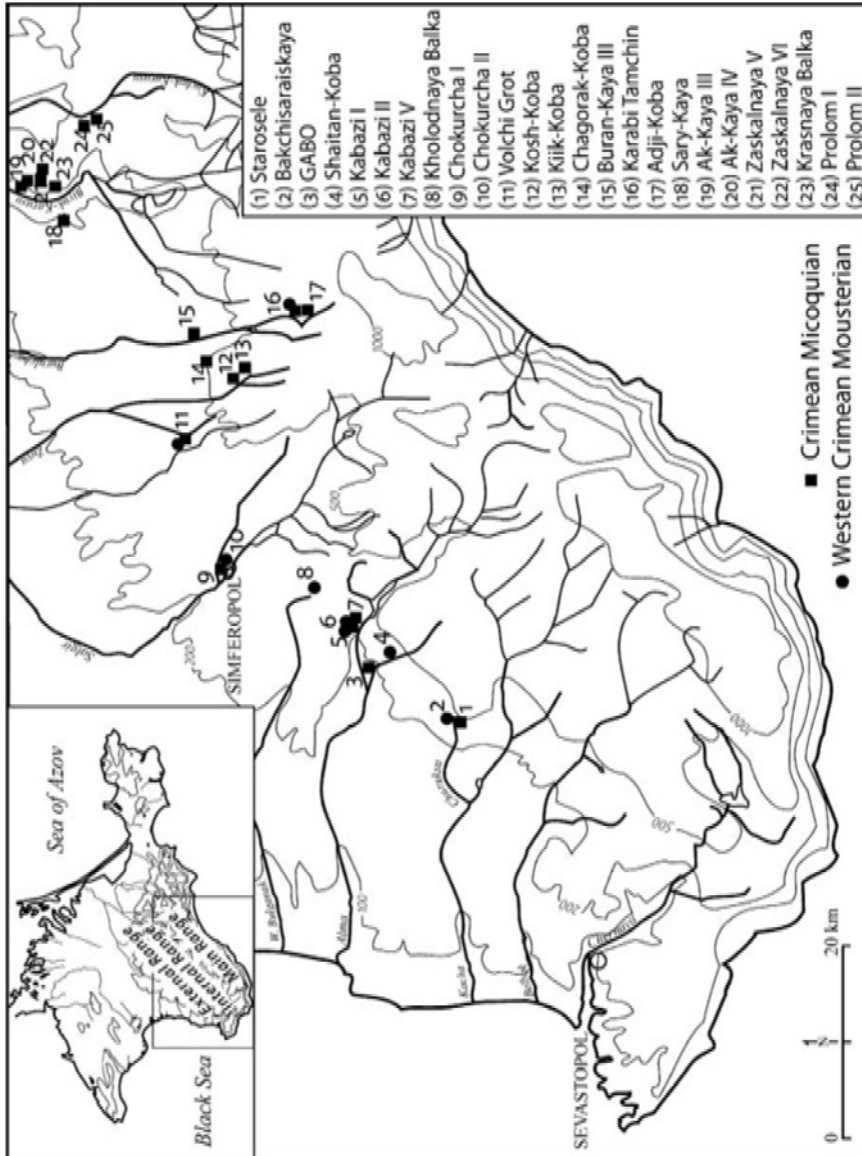 Sea of Azov
Black Sea
External Range
Internal Range
Main Range
W. Bulganak
Alma
Kacha
Belbek
SEVASTOPOL
SIMFEROPOL
Salgir
Zuya
200
500
1000
200
500
1000
200
1
2
3
4
5
6
7
8
9
10
11
12
13
14
15
16
17
18
19
20
22
23
24
25
0
20 km
N
■ Crimean Micoquian
● Western Crimean Mousterian
(1) Starosele
(2) Bakchisaraiskaya
(3) GABO
(4) Shaitan-Koba
(5) Kabazi I
(6) Kabazi II
(7) Kabazi V
(8) Kholodnaya Balka
(9) Chokurcha I
(10) Chokurcha II
(11) Volchi Grot
(12) Kosh-Koba
(13) Kiik-Koba
(14) Chagorak-Koba
(15) Buran-Kaya III
(16) Karabi Tamchin
(17) Adji-Koba
(18) Sary-Kaya
(19) Ak-Kaya III
(20) Ak-Kaya IV
(21) Zaskalnaya V
(22) Zaskalnaya VI
(23) Krasnaya Balka
(24) Prolom I
(25) Prolom II